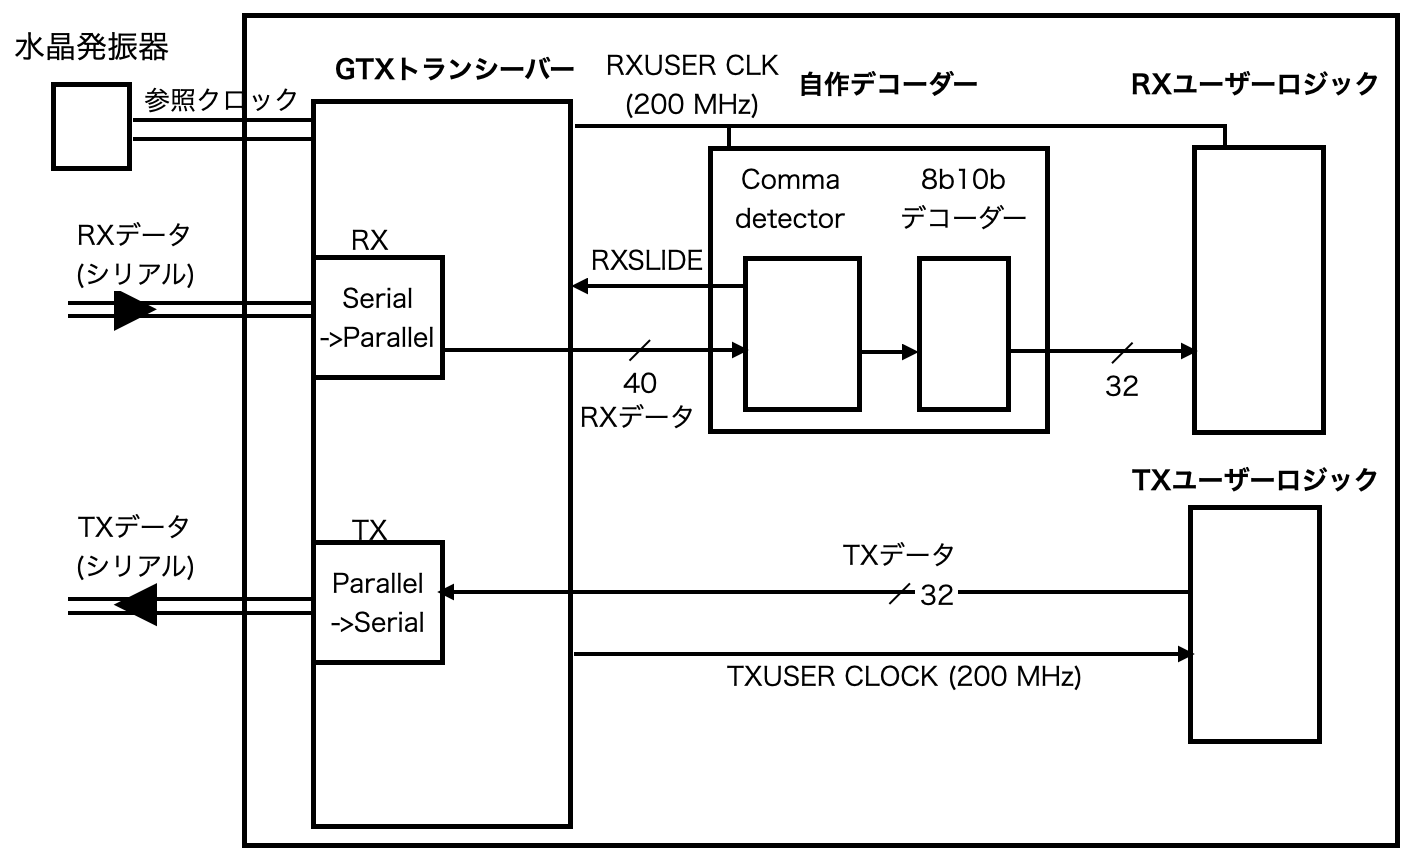 水晶発振器
参照クロック
GTXトランシーバー
RXUSER CLK
(200 MHz)
自作デコーダー
RXユーザーロジック
Comma
detector
8b10b
デコーダー
RXデータ
(シリアル)
RX
Serial
->Parallel
RXSLIDE
40
RXデータ
32
TXユーザーロジック
TXデータ
(シリアル)
TX
Parallel
->Serial
TXデータ
32
TXUSER CLOCK (200 MHz)